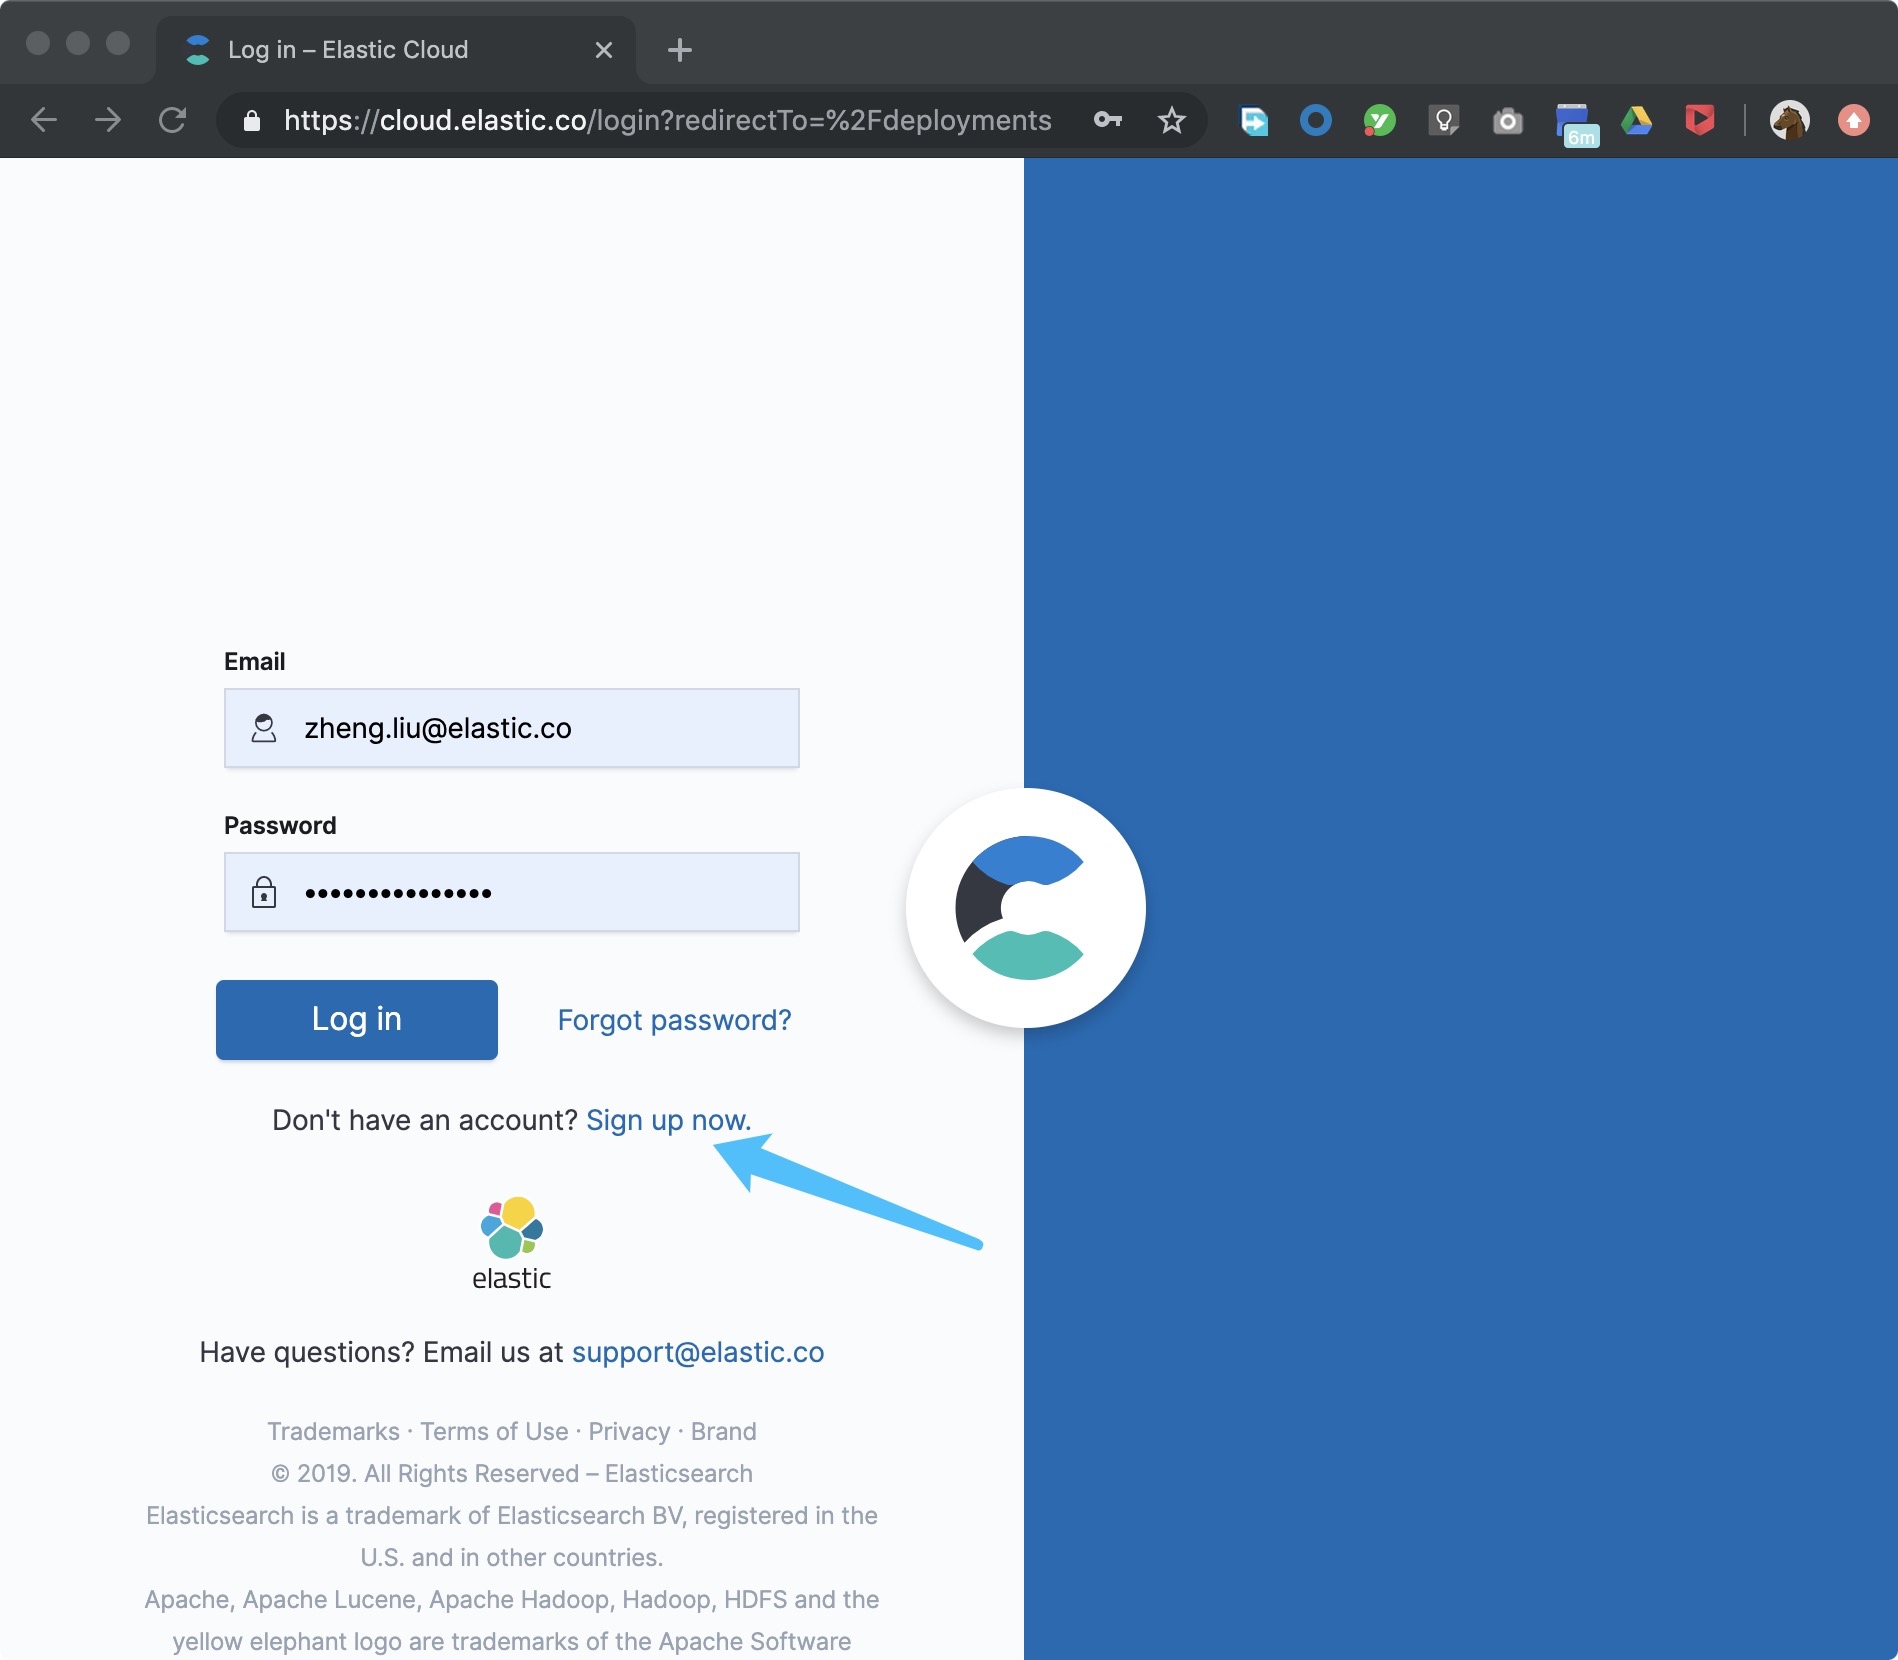 Log in – Elastic Cloud
https://cloud.elastic.co/login?redirectTo=%2Fdeployments
6m
Email
zheng.liu@elastic.co
Password
•••••••••••••••
Log in
Forgot password?
Don't have an account? Sign up now.
elastic
Have questions? Email us at support@elastic.co
Trademarks · Terms of Use · Privacy · Brand
© 2019. All Rights Reserved – Elasticsearch
Elasticsearch is a trademark of Elasticsearch BV, registered in the
U.S. and in other countries.
Apache, Apache Lucene, Apache Hadoop, Hadoop, HDFS and the
yellow elephant logo are trademarks of the Apache Software